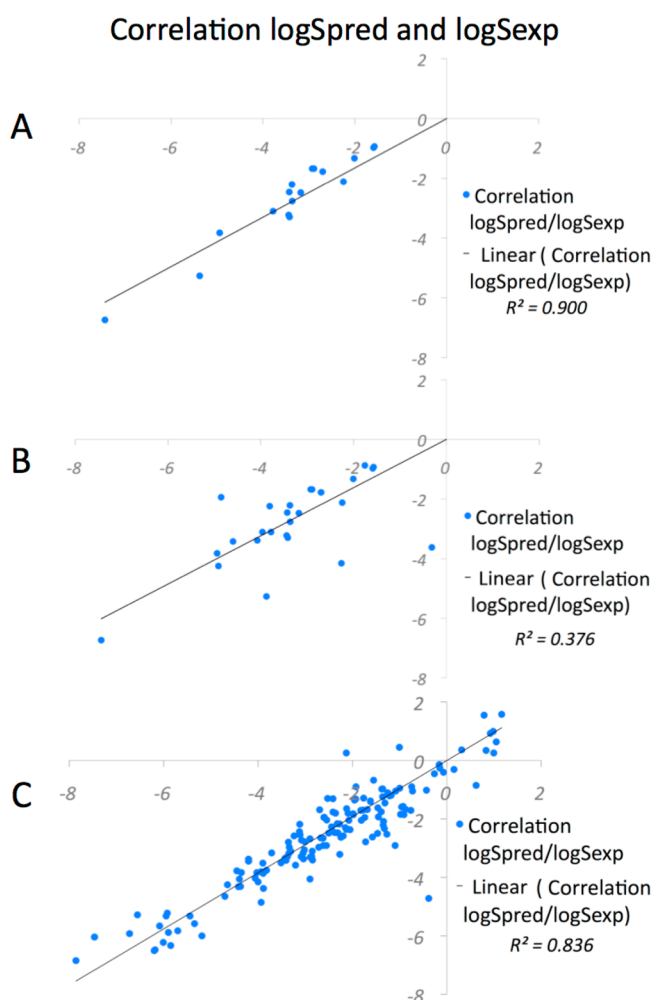 Correlation logSpred and logSexp
2
A
0
-8 -6 -4 -2 0 2
-2
Correlation
logSpred/logSexp
-4
Linear ( Correlation
logSpred/logSexp)
R² = 0.900
-6
-8
2
0
B
-8 -6 -4 -2 0 2
-2
Correlation
logSpred/logSexp
-4
Linear ( Correlation
logSpred/logSexp)
-6
R² = 0.376
-8
2
0
-8 -6 -4 -2 0 2
C
-2
Correlation
logSpred/logSexp
-4
Linear ( Correlation
logSpred/logSexp)
-6
R² = 0.836
-8